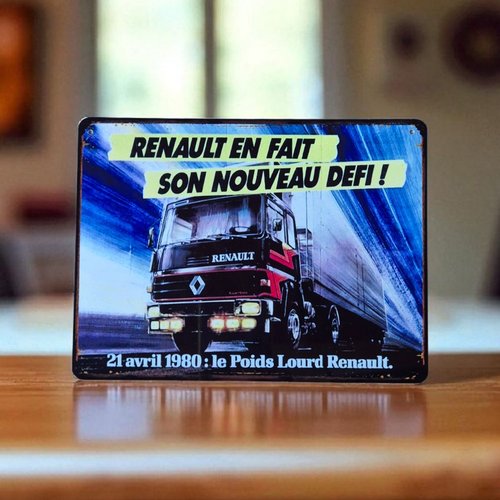 RENAULT EN FAIT
SON NOUVEAU DEFI !
RENAULT
21 avril 1980 : le Poids Lourd Renault.